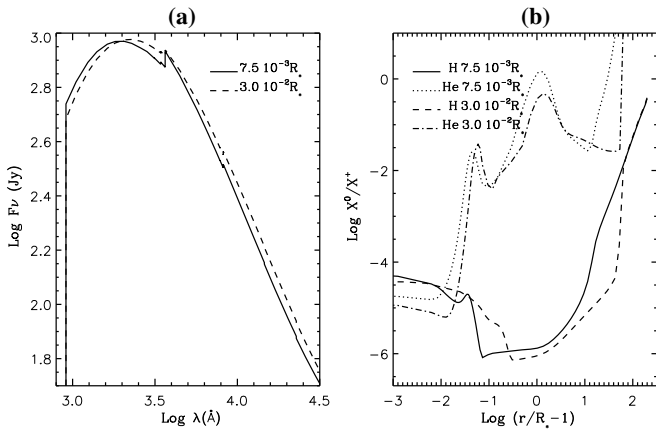 (a)
(b)
7.5 10⁻³R*
3.0 10⁻²R*
Log Fν (Jy)
3.0
2.8
2.6
2.4
2.2
2.0
1.8
3.0 3.5 4.0 4.5
Log λ(Å)
H 7.5 10⁻³R*
He 7.5 10⁻³R*
H 3.0 10⁻²R*
He 3.0 10⁻²R*
Log X⁰/X⁺
0
-2
-4
-6
-3 -2 -1 0 1 2
Log (r/R*-1)